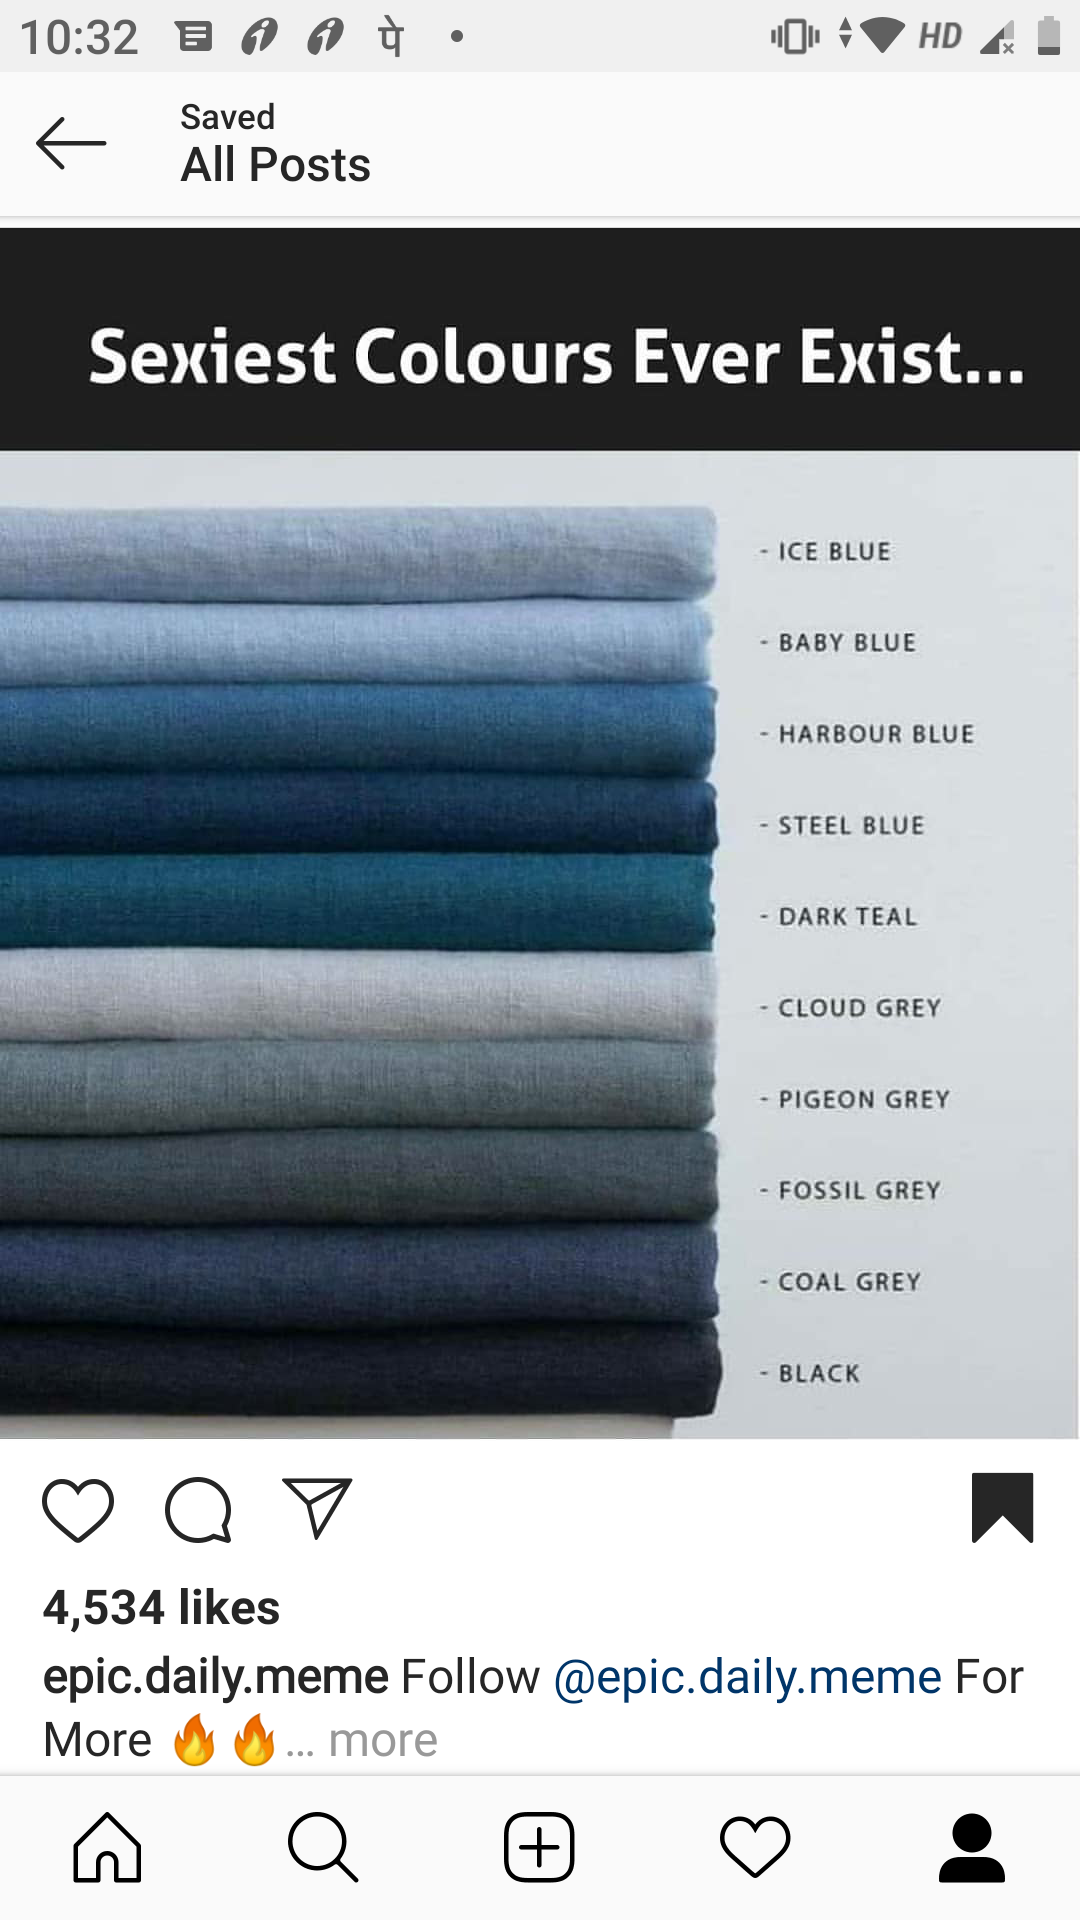 10:32 पे HD
Saved
All Posts
Sexiest Colours Ever Exist...
- ICE BLUE
- BABY BLUE
- HARBOUR BLUE
- STEEL BLUE
- DARK TEAL
- CLOUD GREY
- PIGEON GREY
- FOSSIL GREY
- COAL GREY
- BLACK
4,534 likes
epic.daily.meme Follow @epic.daily.meme For
More 🔥🔥... more